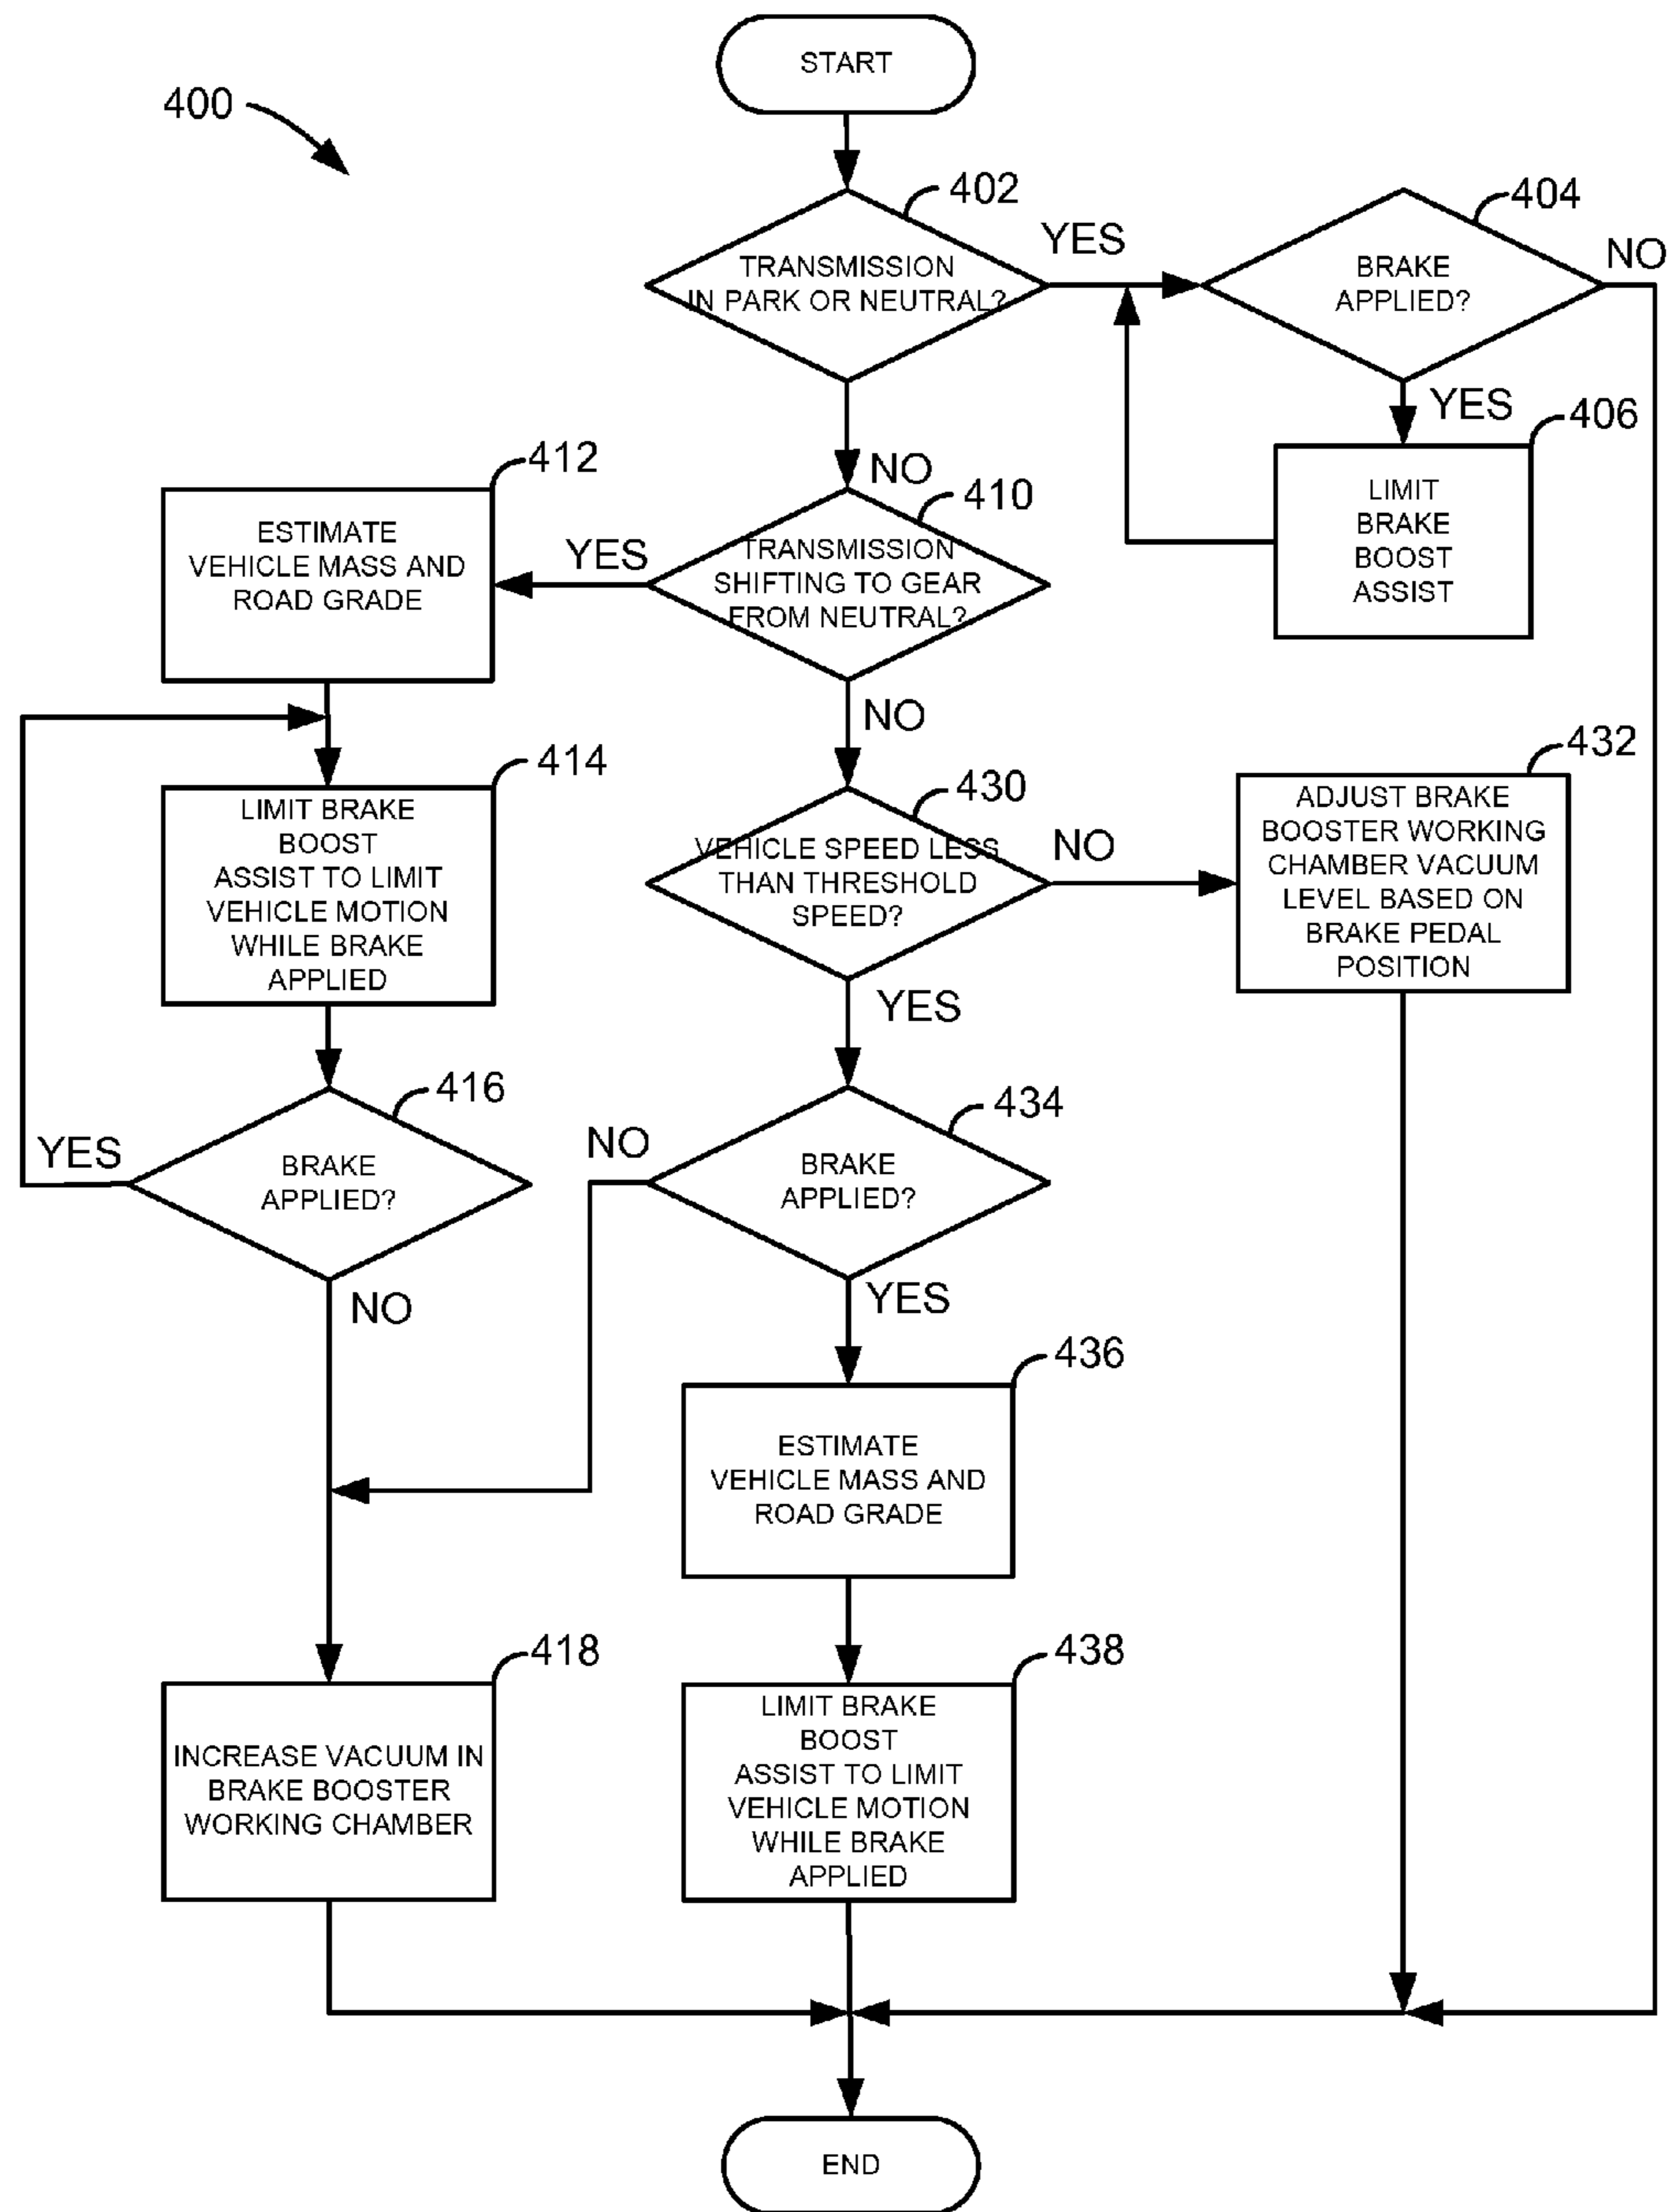 START
400
402
404
YES
NO
TRANSMISSION
IN PARK OR NEUTRAL?
BRAKE
APPLIED?
YES
406
LIMIT
BRAKE
BOOST
ASSIST
NO
410
412
ESTIMATE
VEHICLE MASS AND
ROAD GRADE
YES
TRANSMISSION
SHIFTING TO GEAR
FROM NEUTRAL?
NO
414
LIMIT BRAKE
BOOST
ASSIST TO LIMIT
VEHICLE MOTION
WHILE BRAKE
APPLIED
430
VEHICLE SPEED LESS
THAN THRESHOLD
SPEED?
NO
432
ADJUST BRAKE
BOOSTER WORKING
CHAMBER VACUUM
LEVEL BASED ON
BRAKE PEDAL
POSITION
YES
416
YES
BRAKE
APPLIED?
NO
434
NO
BRAKE
APPLIED?
YES
436
ESTIMATE
VEHICLE MASS AND
ROAD GRADE
418
INCREASE VACUUM IN
BRAKE BOOSTER
WORKING CHAMBER
438
LIMIT BRAKE
BOOST
ASSIST TO LIMIT
VEHICLE MOTION
WHILE BRAKE
APPLIED
END